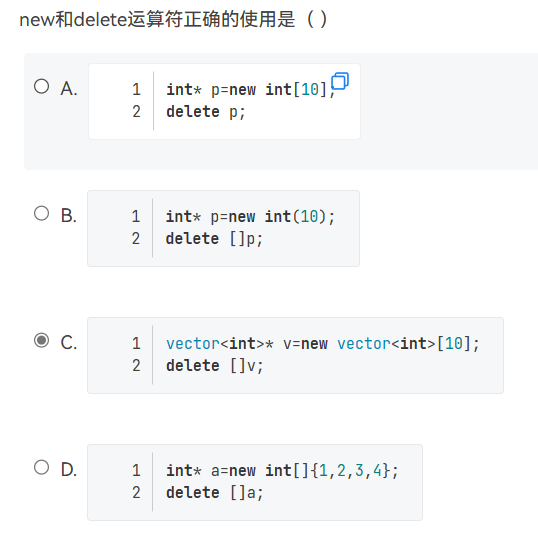 new和delete运算符正确的使用是（ ）
A.
1 int* p=new int[10];
2 delete p;
B.
1 int* p=new int(10);
2 delete []p;
C.
1 vector<int>* v=new vector<int>[10];
2 delete []v;
D.
1 int* a=new int[]{1,2,3,4};
2 delete []a;